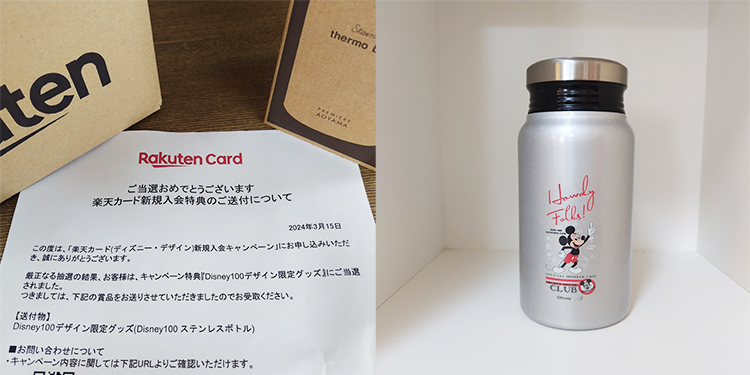 ten
thermo
PREMIÈRE
AOYAMA
Rakuten Card
ご当選おめでとうございます
楽天カード新規入会特典のご送付について
2024年3月15日
この度は、「楽天カード(ディズニー・デザイン)新規入会キャンペーン」にお申し込みいただ
き、誠にありがとうございます。
厳正なる抽選の結果、お客様は、キャンペーン特典『Disney100デザイン限定グッズ』にご当選
されました。
つきましては、下記の賞品をお送りさせていただきましたのでお受取ください。
【送付物】
Disney100デザイン限定グッズ(Disney100 ステンレスボトル)
■お問い合わせについて
・キャンペーン内容に関しては下記URLよりご確認いただけます。
Howdy
Folks!
CLUB
©Disney